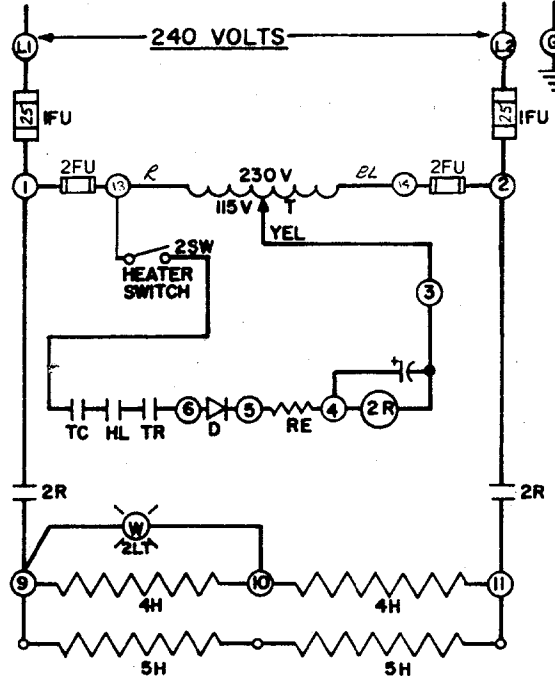 L1 240 VOLTS L2 G
25 1FU 25 1FU
1 2FU 13 R 230V BL 14 2FU 2
115V T
YEL
2SW
HEATER
SWITCH
3
+
6 5 4 2R
TC HL TR D RE
2R 2R
W
2LT
9 10 11
4H 4H
5H 5H